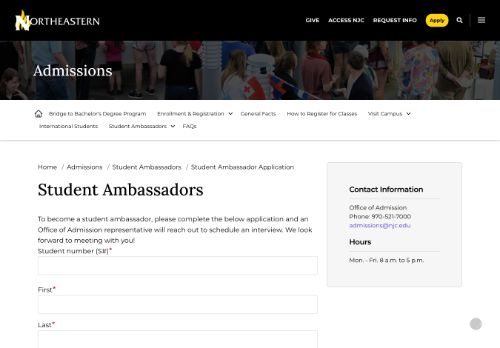 NORTHEASTERN
GIVE ACCESS NJC REQUEST INFO Apply
Admissions
Bridge to Bachelor's Degree Program Enrollment & Registration General Facts How to Register for Classes Visit Campus
International Students Student Ambassadors FAQs
Home / Admissions / Student Ambassadors / Student Ambassador Application
Student Ambassadors
To become a student ambassador, please complete the below application and an
Office of Admission representative will reach out to schedule an interview. We look
forward to meeting with you!
Student number (S#)*
First*
Last*
Contact Information
Office of Admission
Phone: 970-521-7000
admissions@njc.edu
Hours
Mon. - Fri. 8 a.m. to 5 p.m.